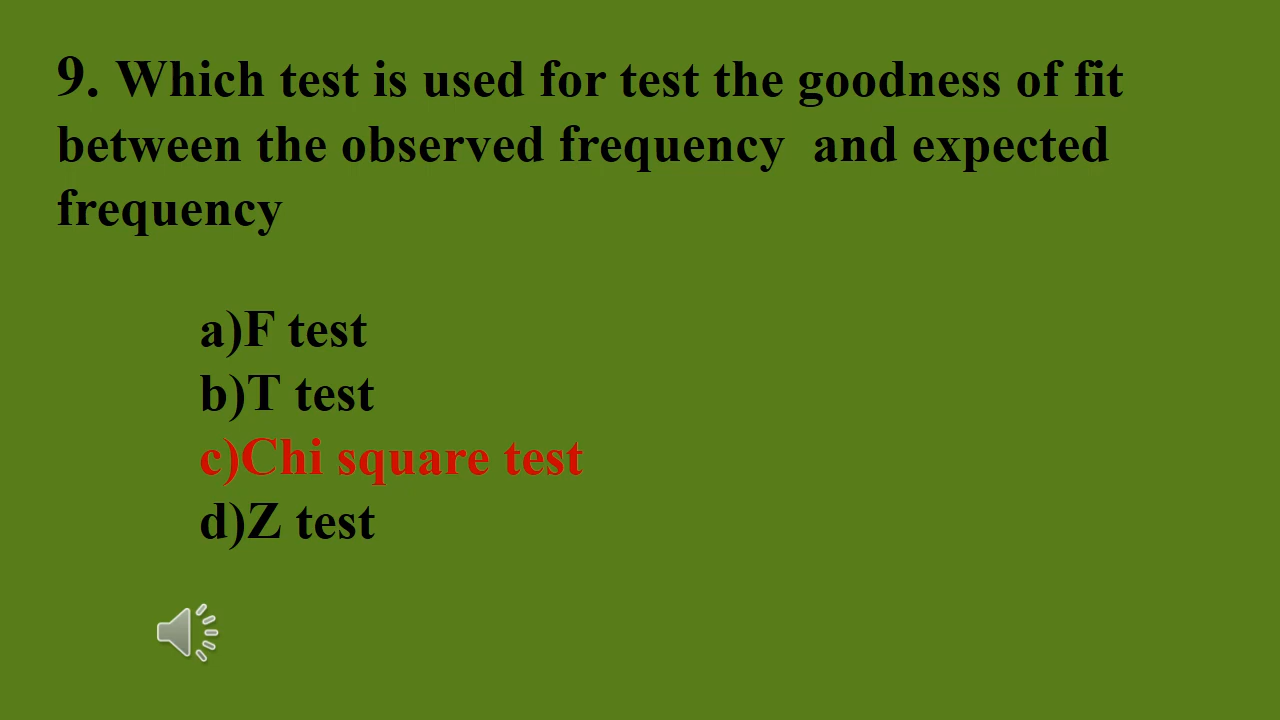 9. Which test is used for test the goodness of fit
between the observed frequency  and expected
frequency
a)F test
b)T test
c)Chi square test
d)Z test